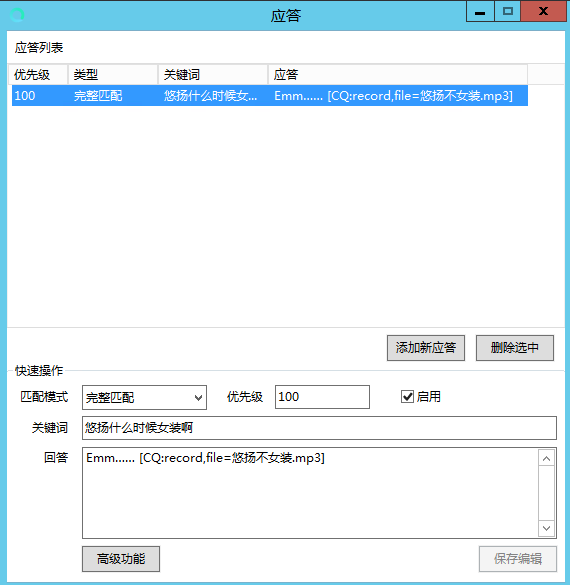 应答
应答列表
优先级 类型 关键词 应答
100 完整匹配 悠扬什么时候女... Emm...... [CQ:record,file=悠扬不女装.mp3]
添加新应答 删除选中
快速操作
匹配模式 完整匹配 优先级 100 启用
关键词 悠扬什么时候女装啊
回答 Emm...... [CQ:record,file=悠扬不女装.mp3]
高级功能 保存编辑